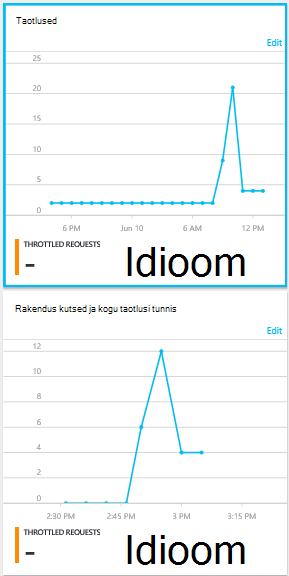 Taotlused
Edit
25
20
15
10
5
0
6 PM Jun 10 6 AM 12 PM
THROTTLED REQUESTS
-
Idioom
Rakendus kutsed ja kogu taotlusi tunnis
Edit
12
10
8
6
4
2
0
2:30 PM 2:45 PM 3 PM 3:15 PM
THROTTLED REQUESTS
-
Idioom